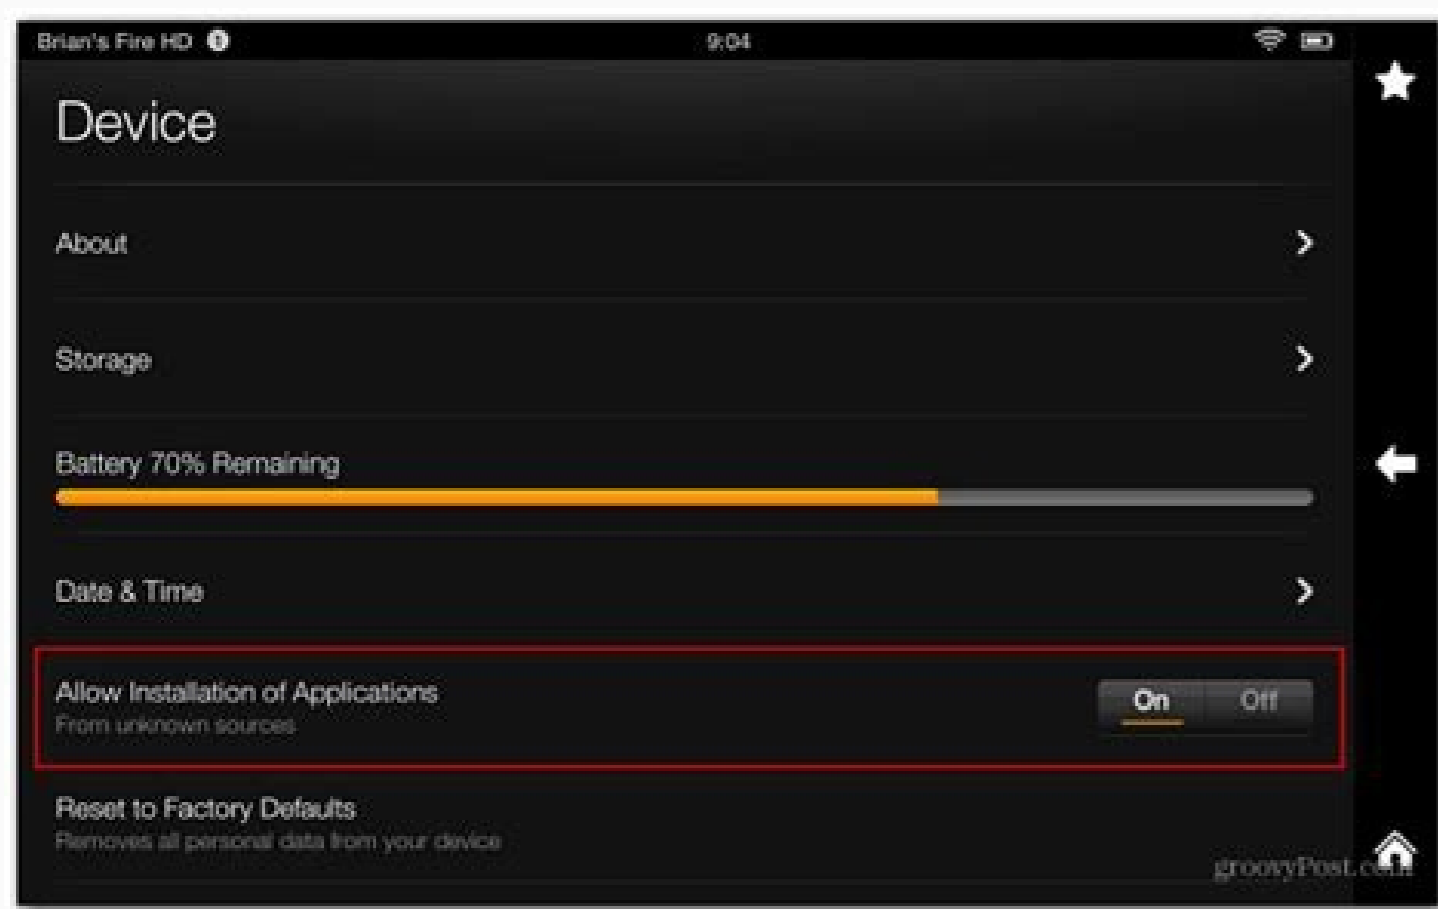 Brian's Fire HD 1
9:04
Device
About
Storage
Battery 70% Remaining
Date & Time
Allow Installation of Applications
From unknown sources
On Off
Reset to Factory Defaults
Removes all personal data from your device
groovyPost.com